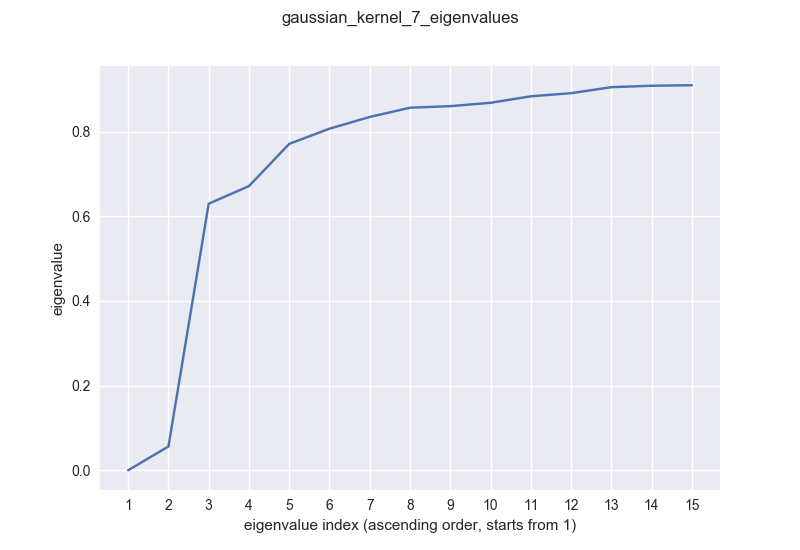 gaussian_kernel_7_eigenvalues
eigenvalue
0.8
0.6
0.4
0.2
0.0
1 2 3 4 5 6 7 8 9 10 11 12 13 14 15
eigenvalue index (ascending order, starts from 1)